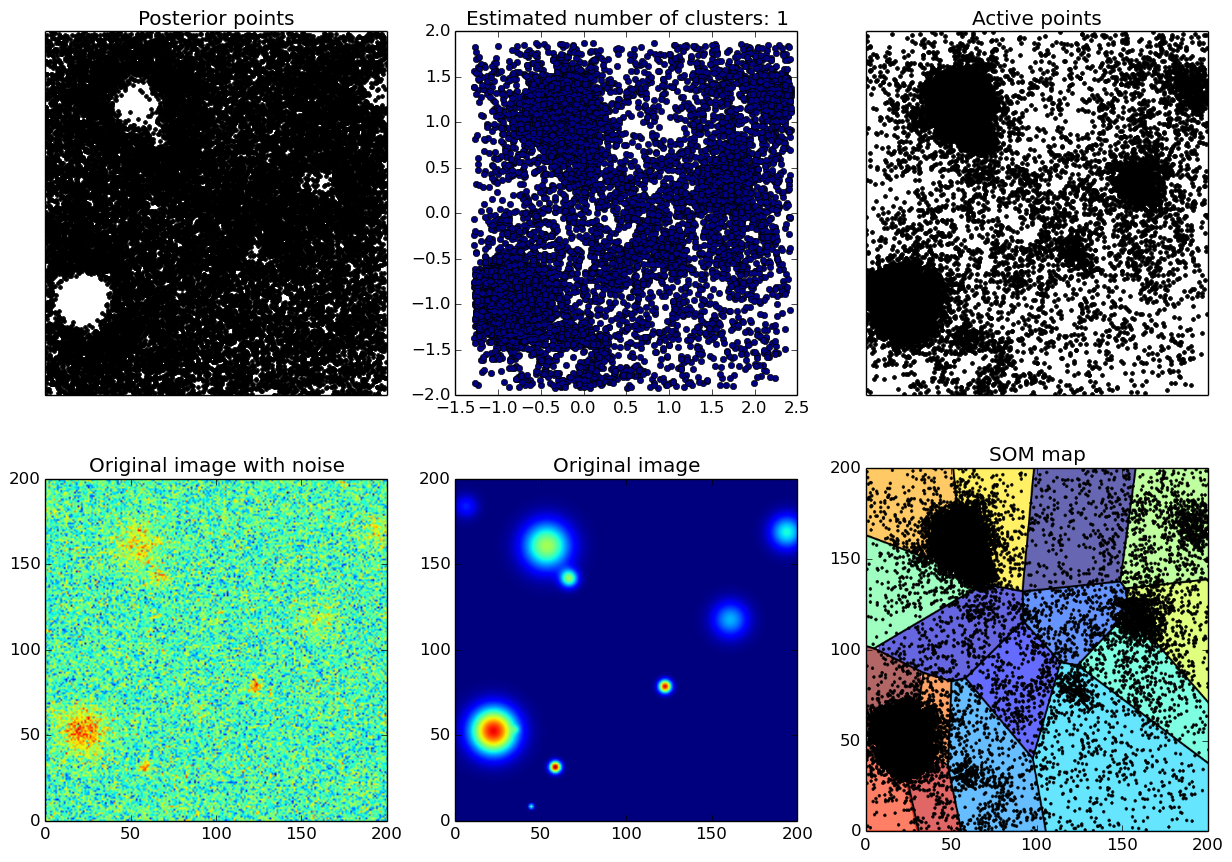 Posterior points
Estimated number of clusters: 1
Active points
2.0
1.5
1.0
0.5
0.0
−0.5
−1.0
−1.5
−2.0
−1.5 −1.0 −0.5 0.0 0.5 1.0 1.5 2.0 2.5
Original image with noise
Original image
SOM map
200
150
100
50
0
0 50 100 150 200
200
150
100
50
0
0 50 100 150 200
200
150
100
50
0
0 50 100 150 200